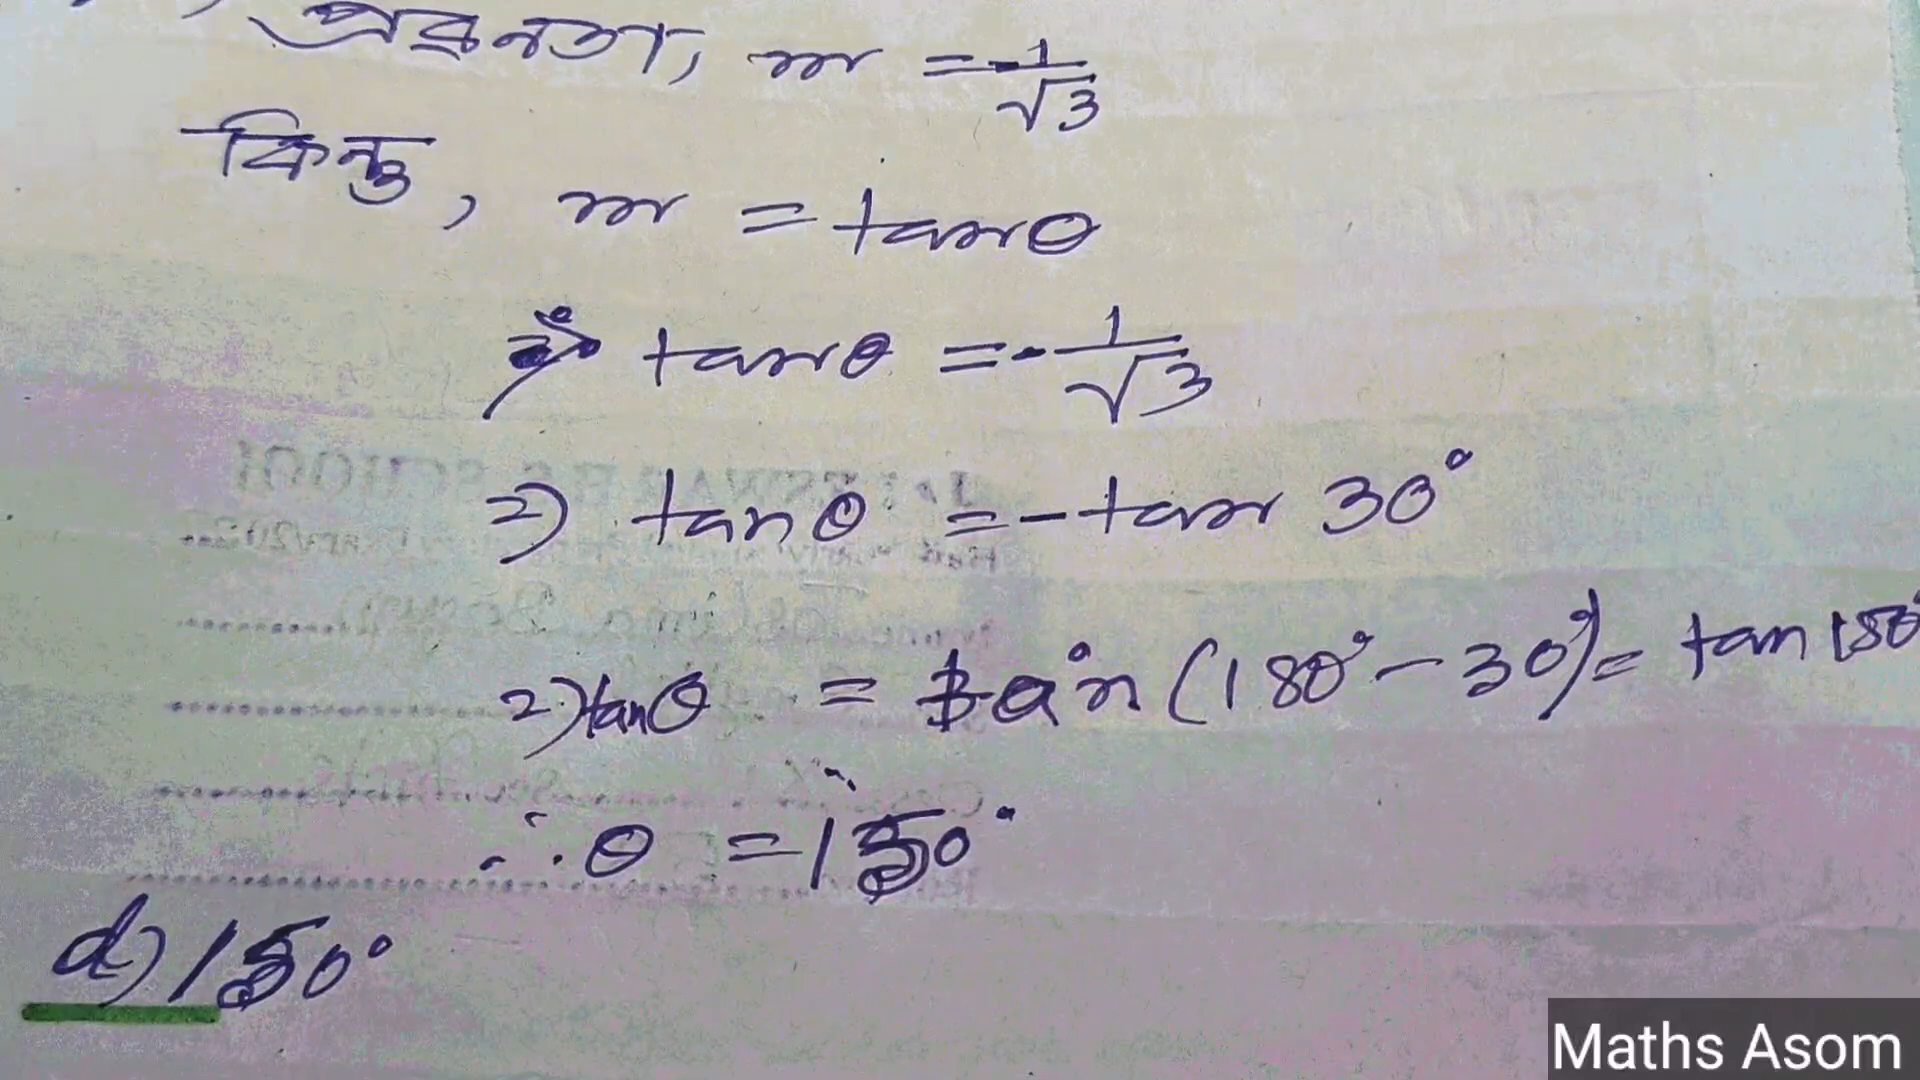 প্ৰৱনতা, m = -1/√3
কিন্তু, m = tanθ
⇒ tanθ = -1/√3
⇒ tanθ = -tan 30°
⇒ tanθ = tan (180° - 30°) = tan 150°
∴ θ = 150°
d) 150°
Maths Asom